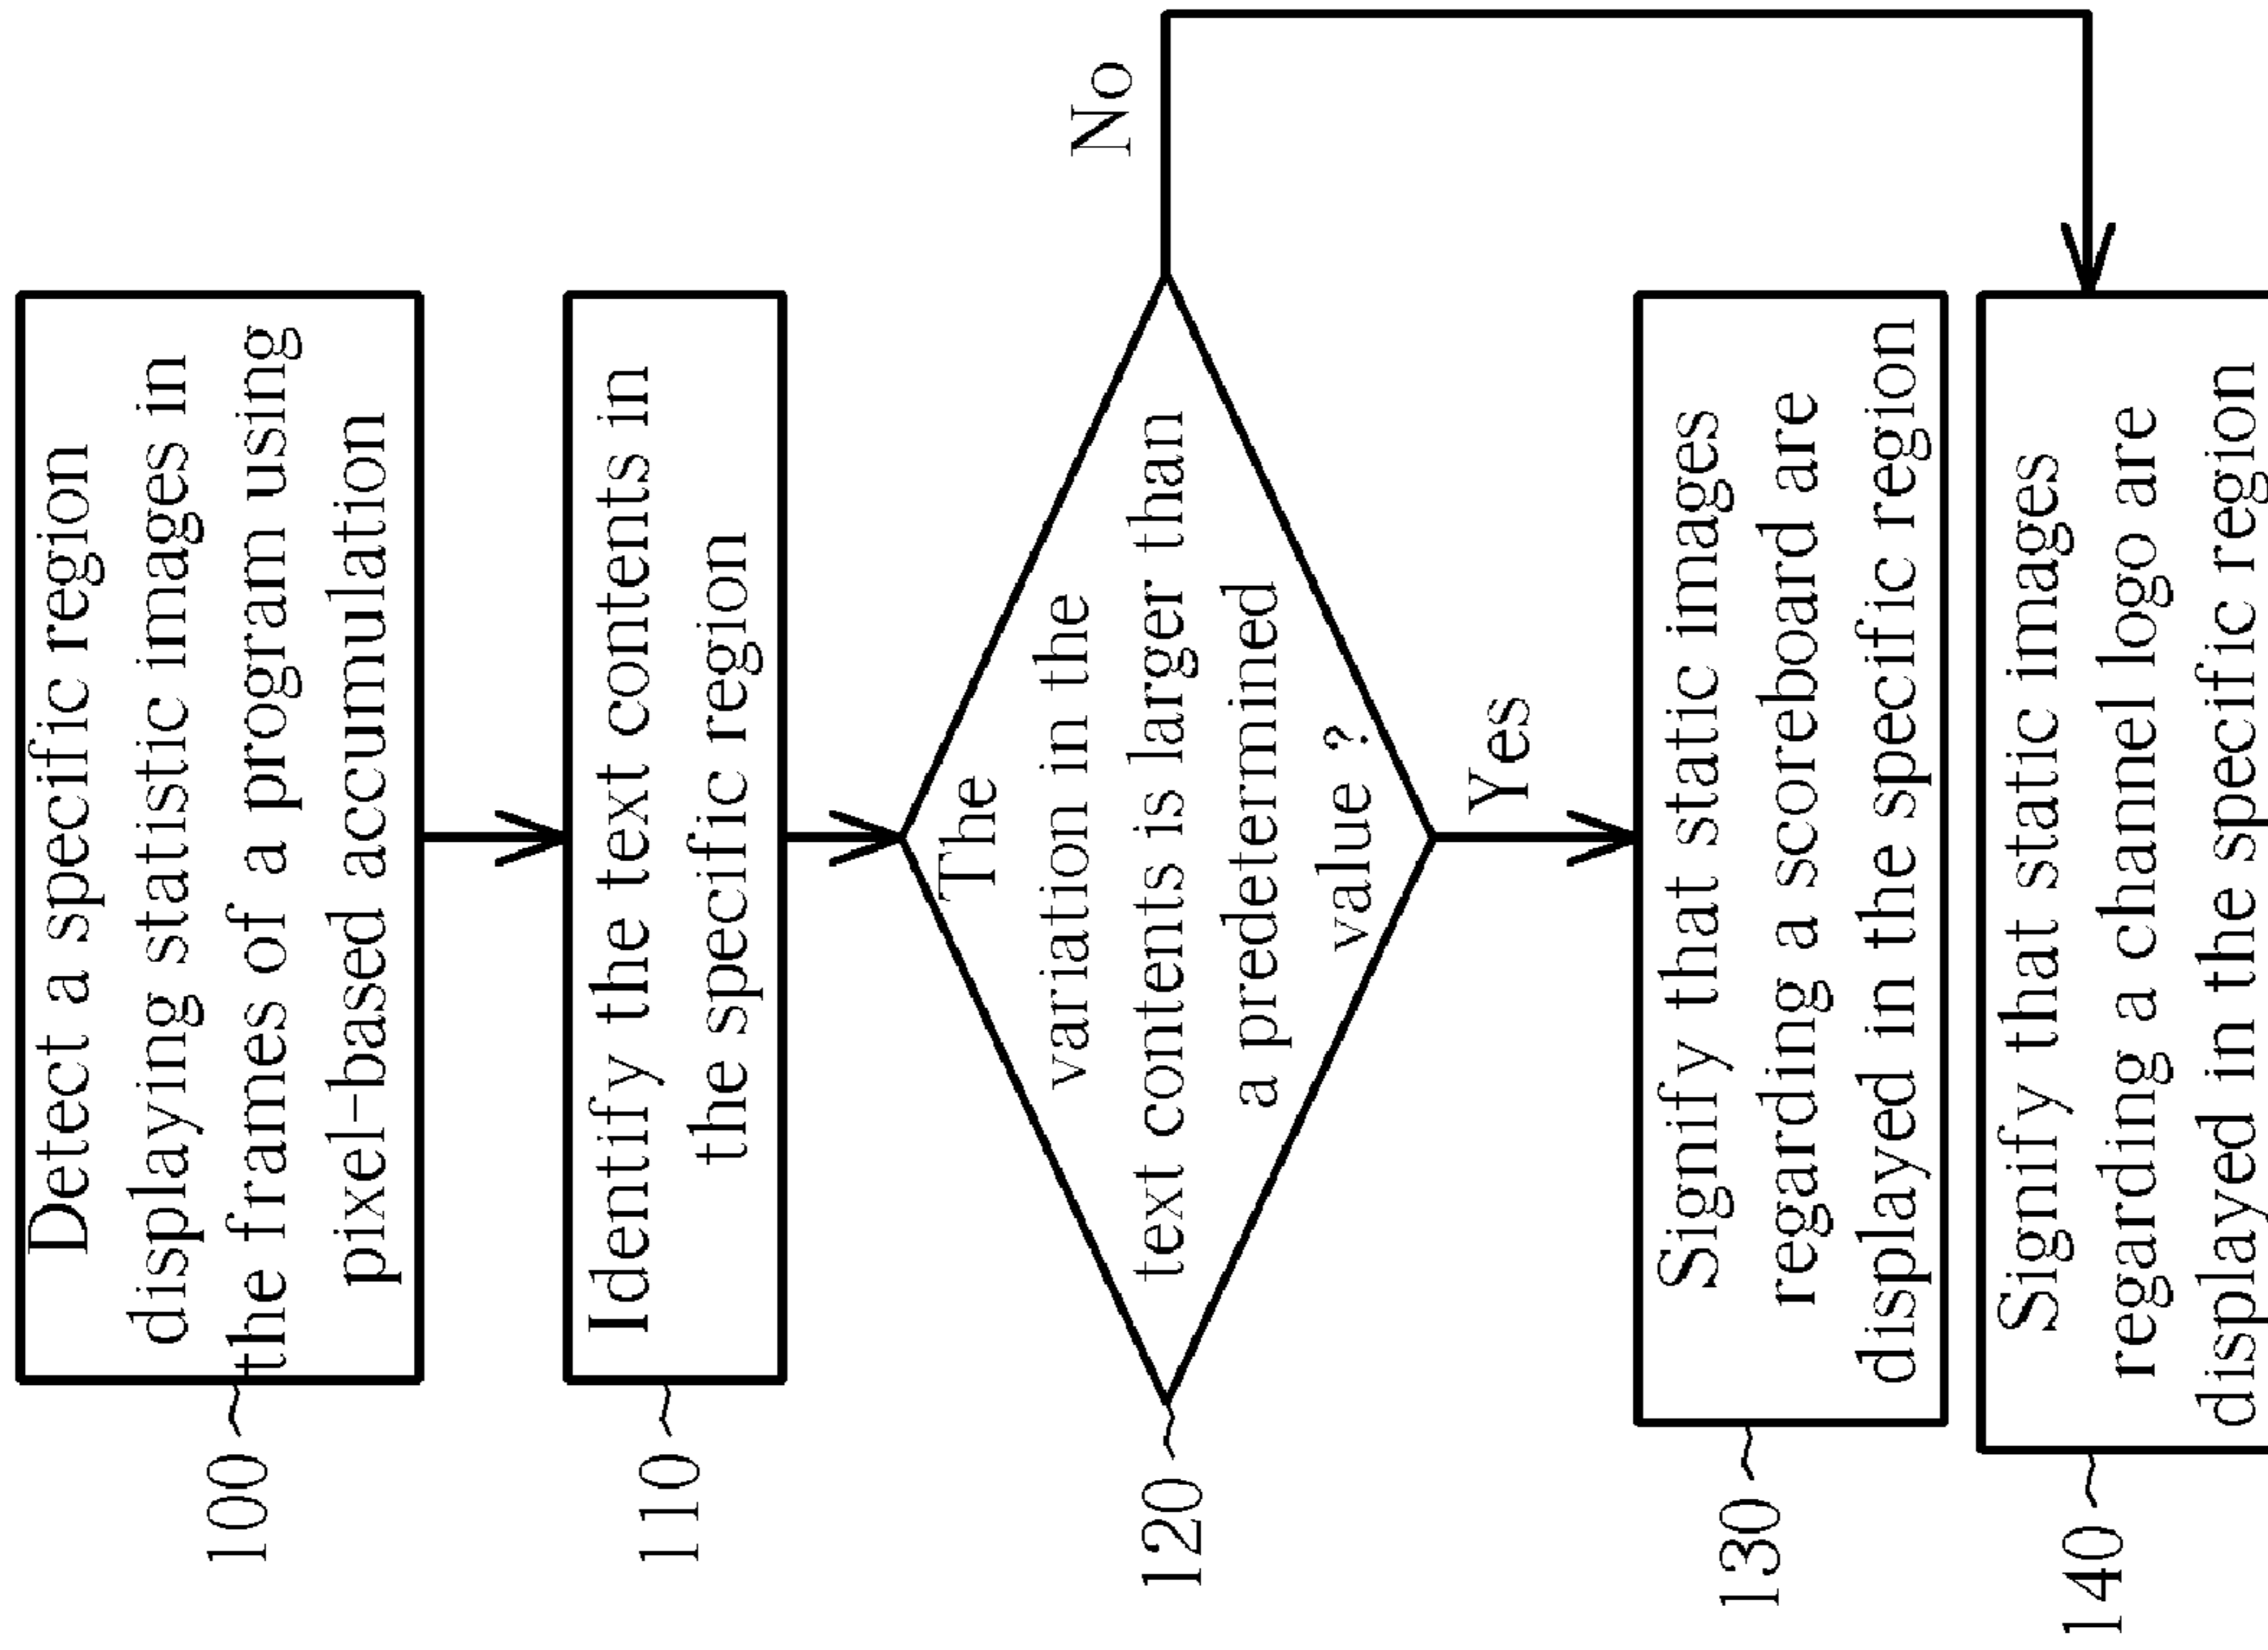 Detect a specific region
displaying statistic images in
the frames of a program using
pixel-based accumulation
100
Identify the text contents in
the specific region
110
The
variation in the
text contents is larger than
a predetermined
value ?
120
No
Yes
Signify that static images
regarding a scoreboard are
displayed in the specific region
130
Signify that static images
regarding a channel logo are
displayed in the specific region
140